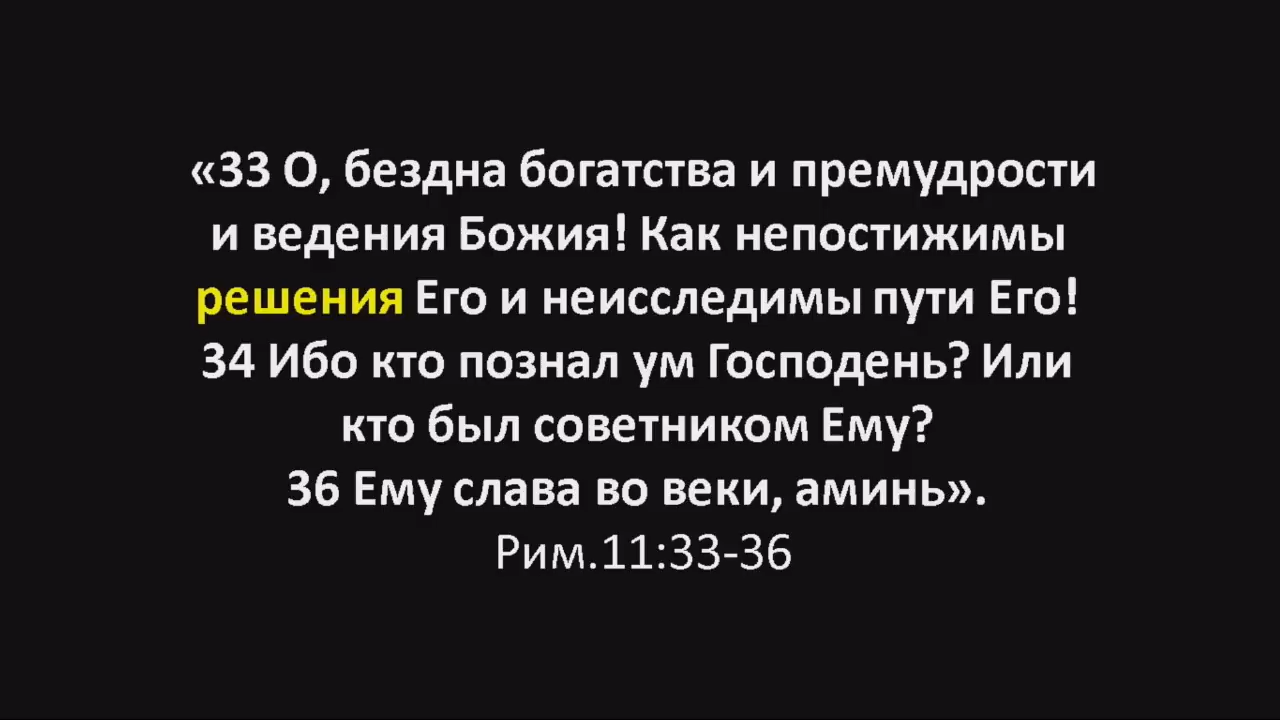 «33 О, бездна богатства и премудрости
и ведения Божия! Как непостижимы
решения Его и неисследимы пути Его!
34 Ибо кто познал ум Господень? Или
кто был советником Ему?
36 Ему слава во веки, аминь».
Рим.11:33-36